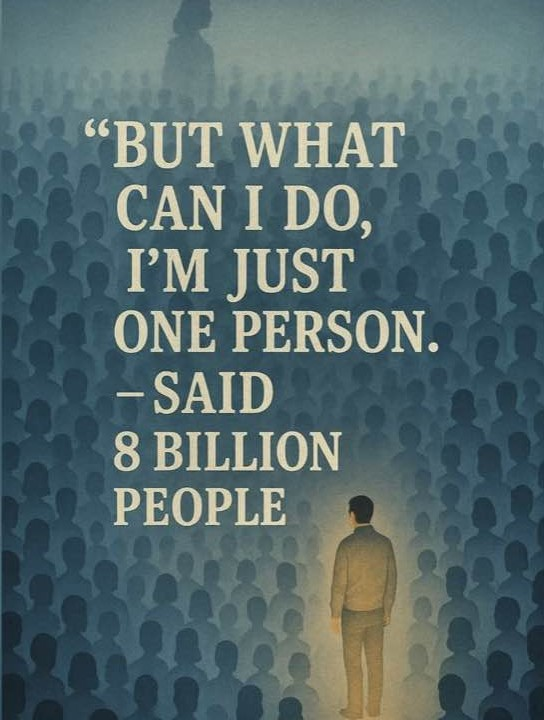 “BUT WHAT
CAN I DO,
I’M JUST
ONE PERSON.
– SAID
8 BILLION
PEOPLE